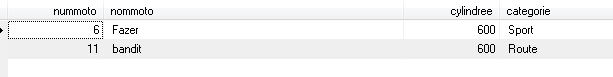 nummoto nommoto cylindree categorie
6 Fazer 600 Sport
11 bandit 600 Route